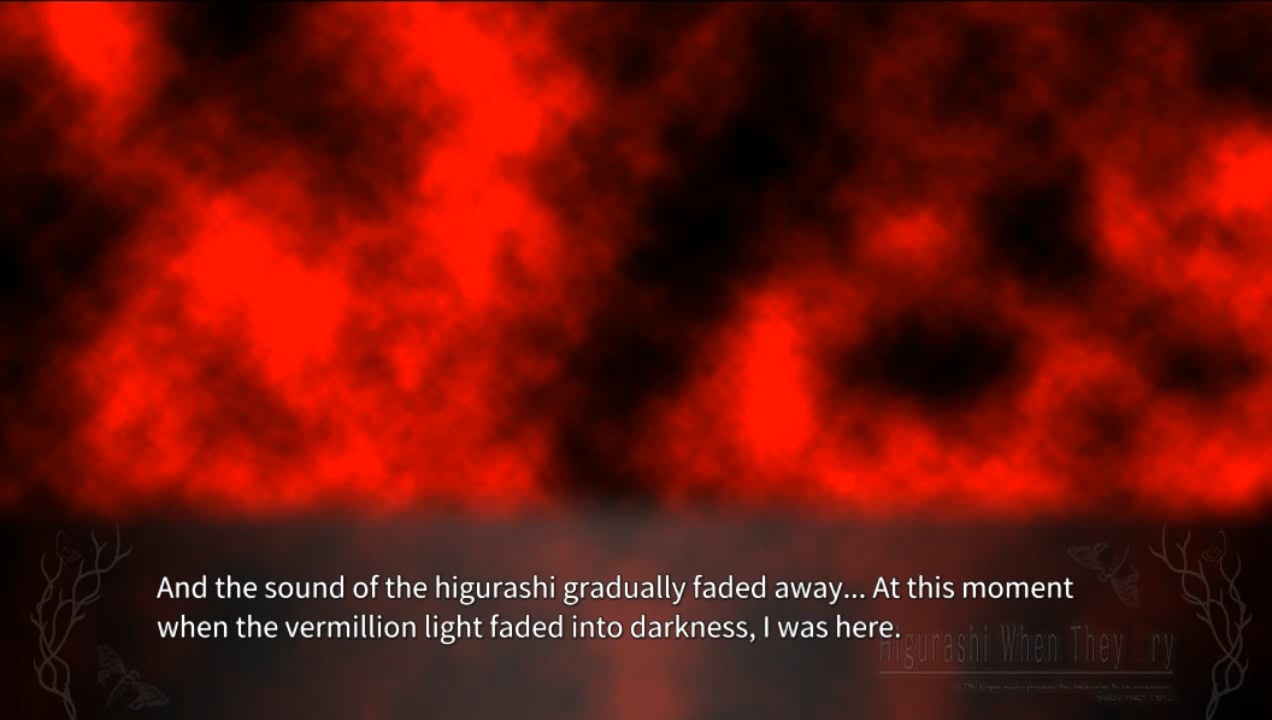 And the sound of the higurashi gradually faded away... At this moment
when the vermillion light faded into darkness, I was here.
Higurashi When They Cry